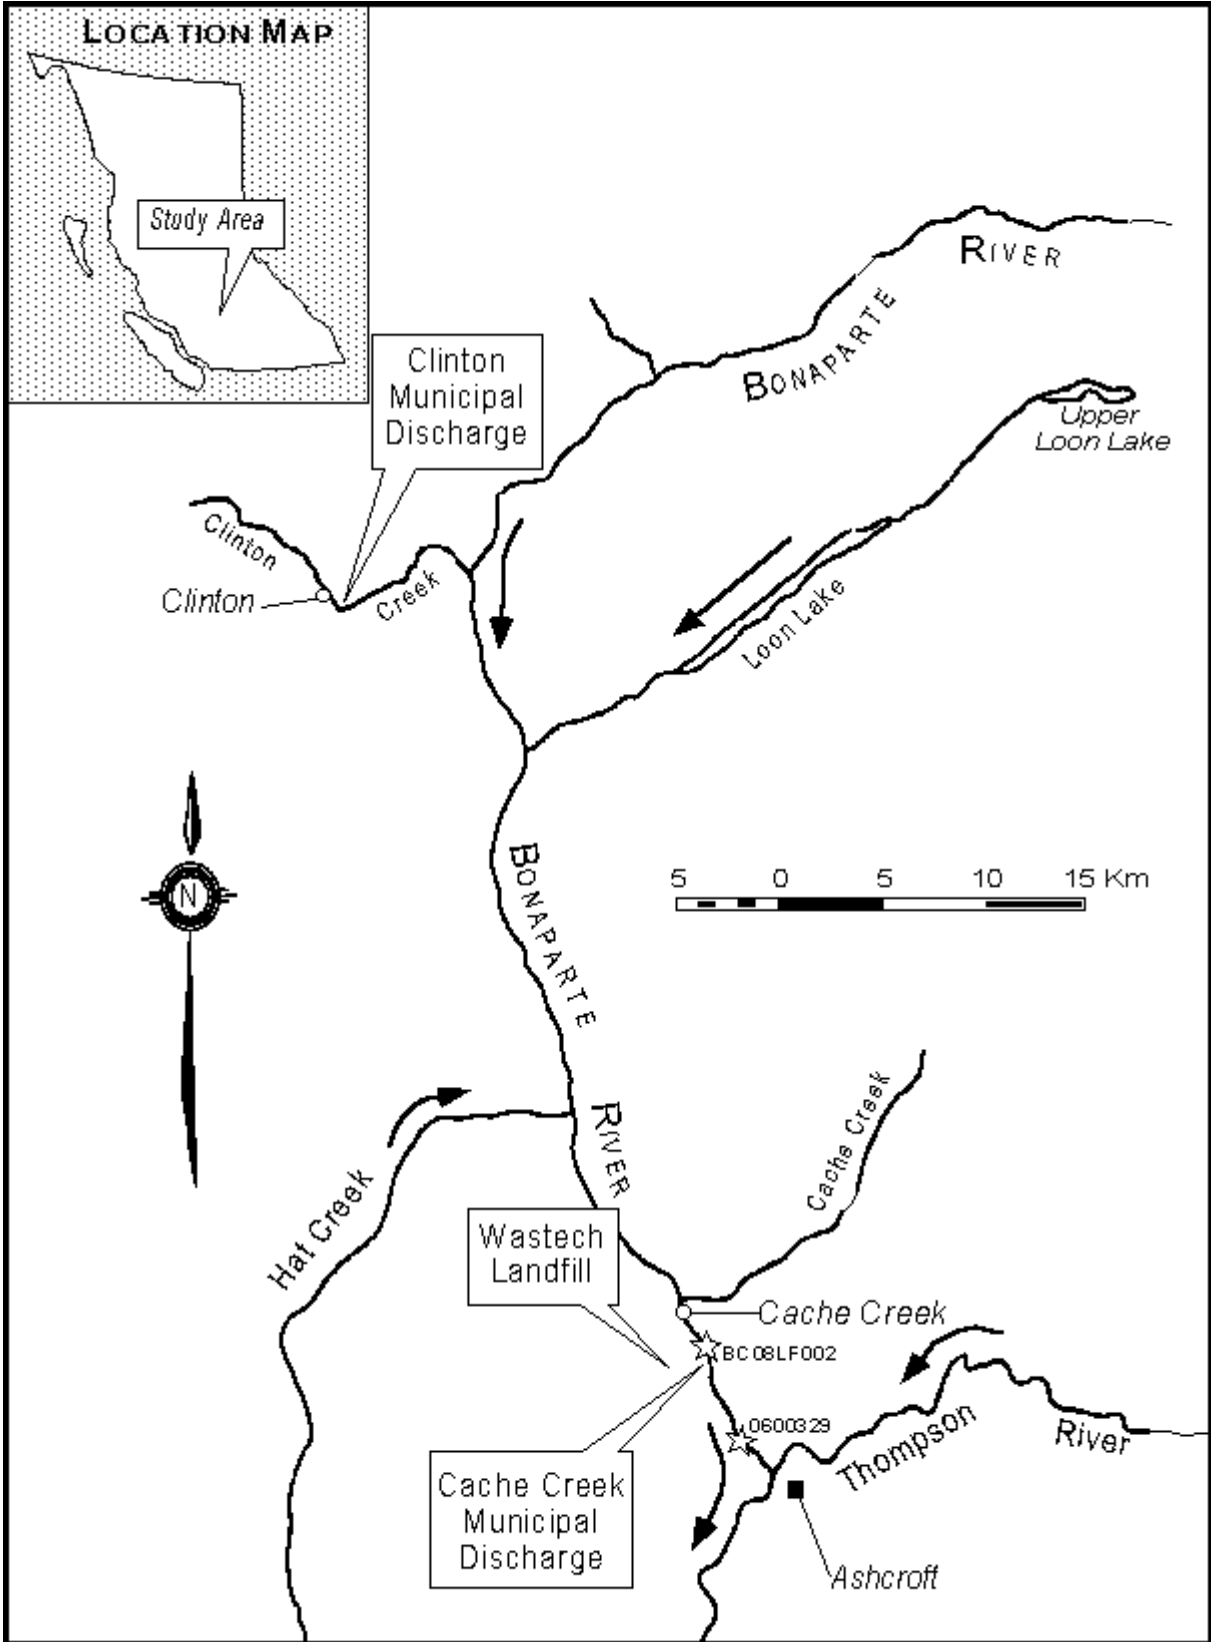 LOCATION MAP
Study Area
Clinton
Municipal
Discharge
RIVER
BONAPARTE
Upper
Loon Lake
Clinton
Creek
Clinton
Loon Lake
N
5 0 5 10 15 Km
BONAPARTE
RIVER
Cache Creek
Hat Creek
Wastech
Landfill
Cache Creek
BC08LF002
0600329
Thompson
River
Cache Creek
Municipal
Discharge
Ashcroft